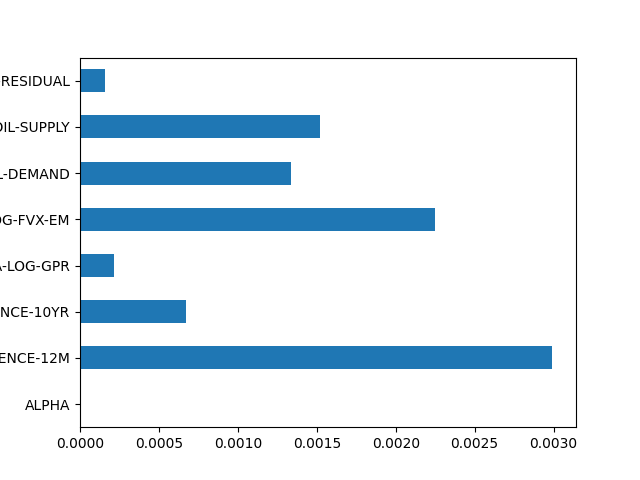 RESIDUAL
OIL-SUPPLY
L-DEMAND
OG-FVX-EM
A-LOG-GPR
NCE-10YR
ENCE-12M
ALPHA
0.0000 0.0005 0.0010 0.0015 0.0020 0.0025 0.0030